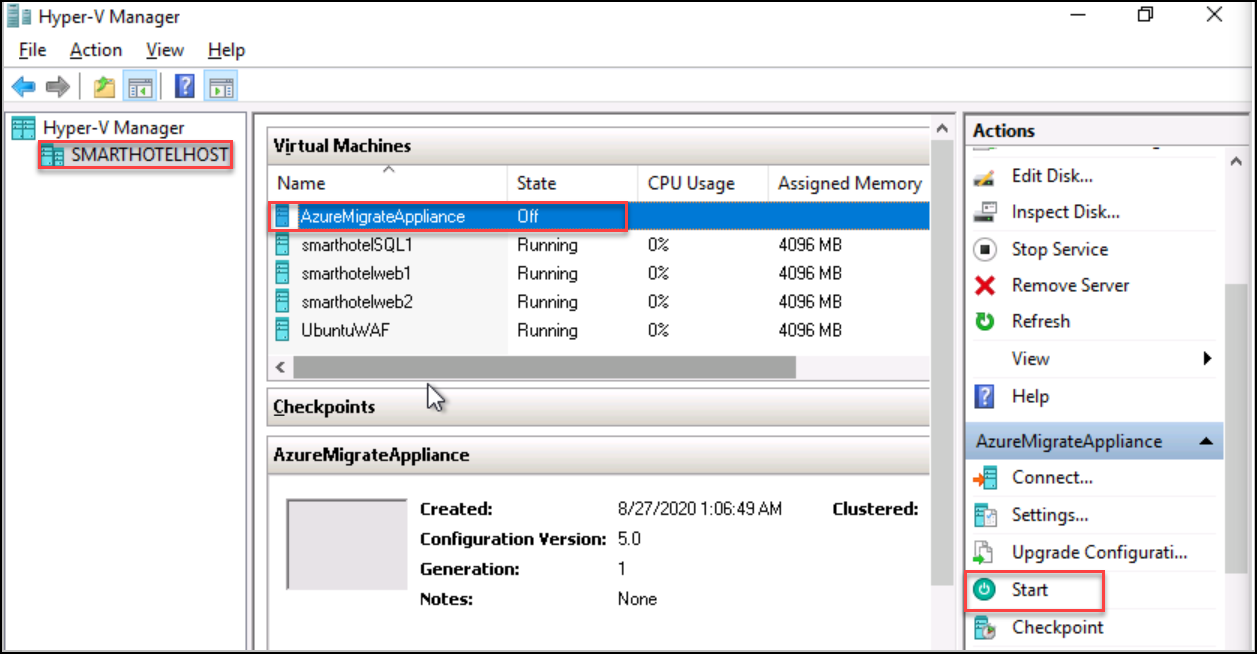 Hyper-V Manager
File Action View Help
Hyper-V Manager
SMARTHOTELHOST
Virtual Machines
Name State CPU Usage Assigned Memory
AzureMigrateAppliance Off
smarthotelSQL1 Running 0% 4096 MB
smarthotelweb1 Running 0% 4096 MB
smarthotelweb2 Running 0% 4096 MB
UbuntuWAF Running 0% 4096 MB
Checkpoints
AzureMigrateAppliance
Created: 8/27/2020 1:06:49 AM Clustered:
Configuration Version: 5.0
Generation: 1
Notes: None
Actions
Edit Disk...
Inspect Disk...
Stop Service
Remove Server
Refresh
View
Help
AzureMigrateAppliance
Connect...
Settings...
Upgrade Configurati...
Start
Checkpoint